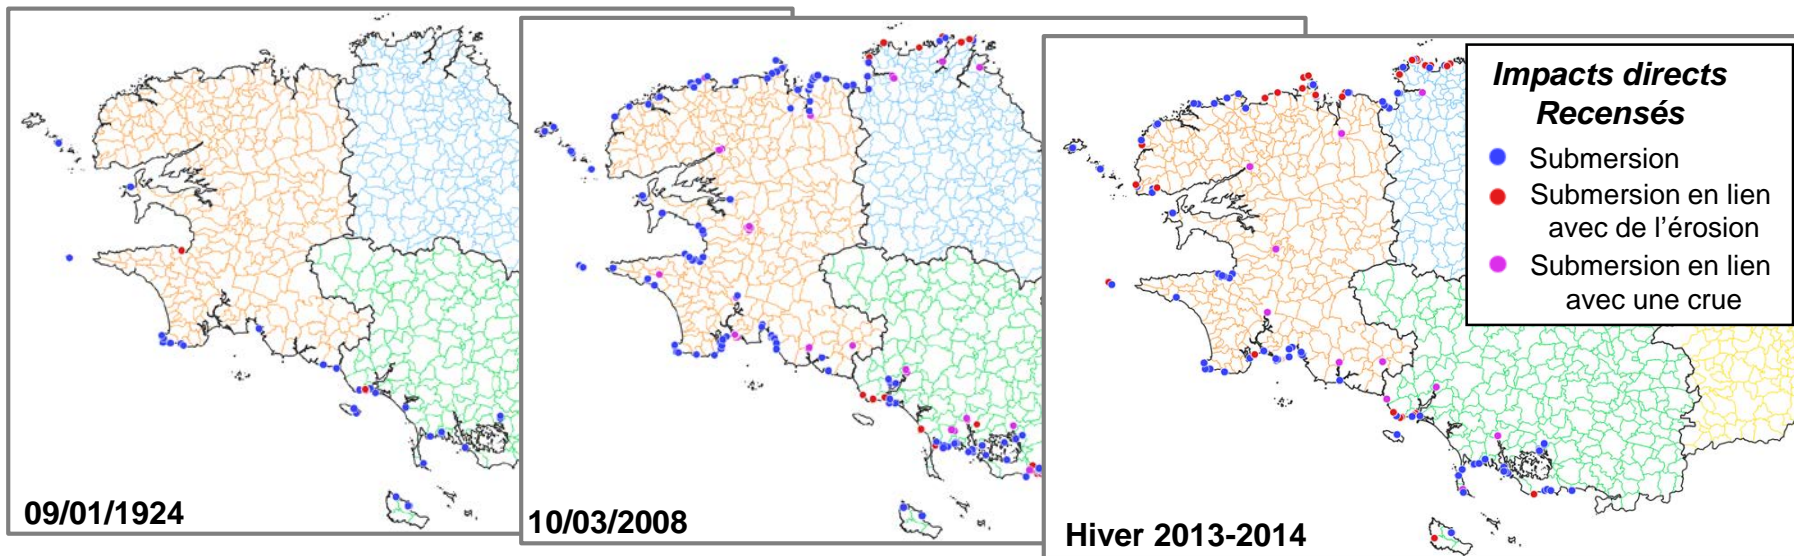 Impacts directs
Recensés
Submersion
Submersion en lien
avec de l’érosion
Submersion en lien
avec une crue
09/01/1924
10/03/2008
Hiver 2013-2014